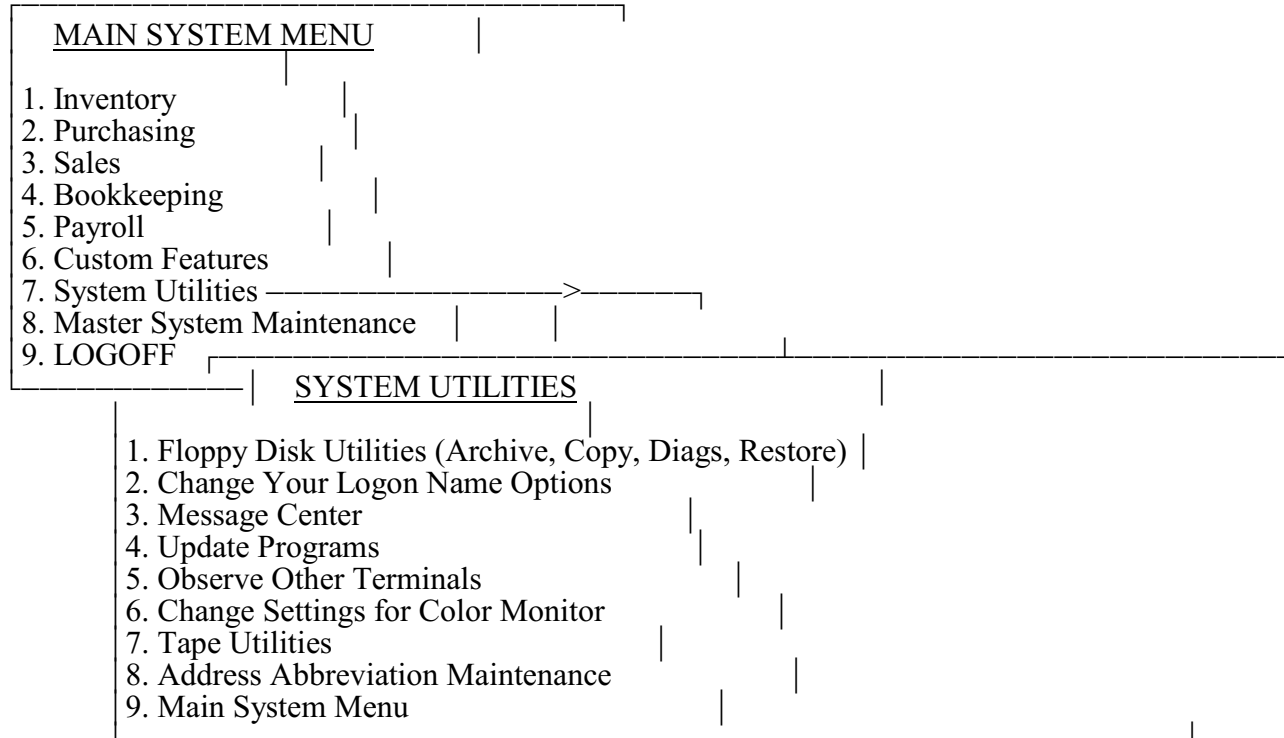 MAIN SYSTEM MENU
1. Inventory
2. Purchasing
3. Sales
4. Bookkeeping
5. Payroll
6. Custom Features
7. System Utilities ────────────────>──────┐
8. Master System Maintenance
9. LOGOFF
SYSTEM UTILITIES
1. Floppy Disk Utilities (Archive, Copy, Diags, Restore)
2. Change Your Logon Name Options
3. Message Center
4. Update Programs
5. Observe Other Terminals
6. Change Settings for Color Monitor
7. Tape Utilities
8. Address Abbreviation Maintenance
9. Main System Menu